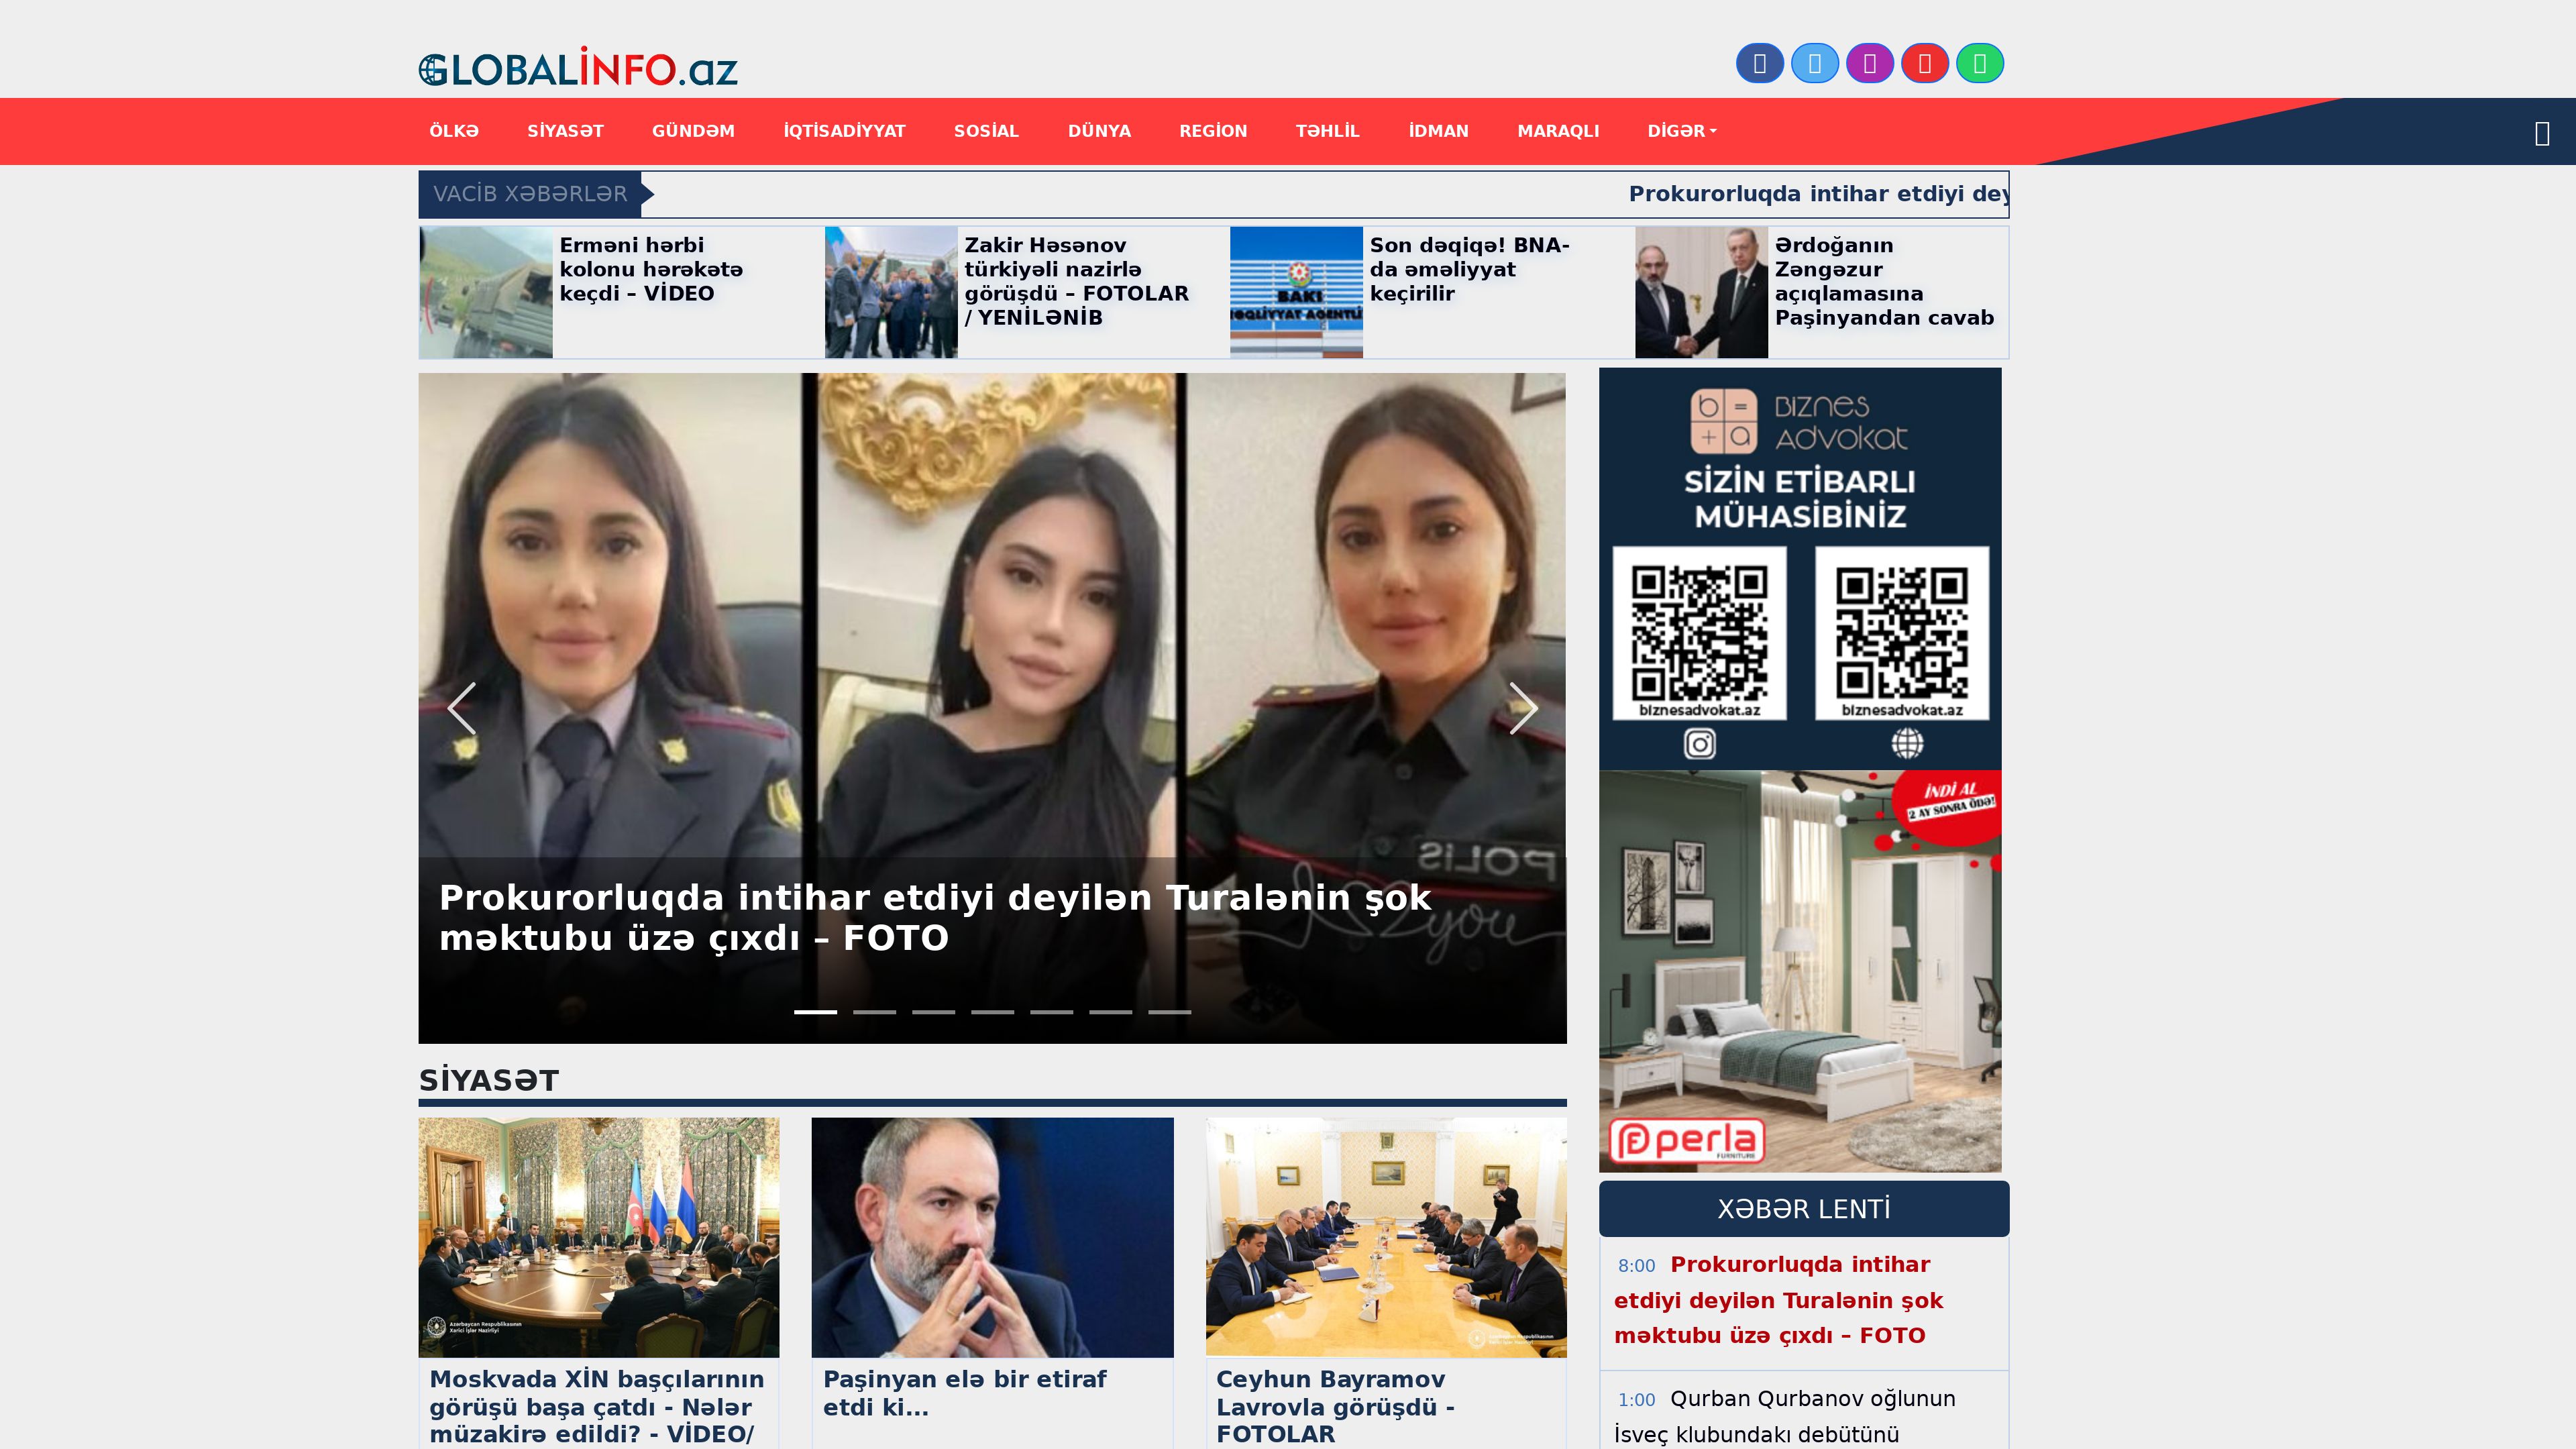 GLOBALİNFO.az
ÖLKƏ SİYASƏT GÜNDƏM İQTİSADİYYAT SOSİAL DÜNYA REGİON TƏHLİL İDMAN MARAQLI DİGƏR
VACİB XƏBƏRLƏR
Prokurorluqda intihar etdiyi dey
Erməni hərbi
kolonu hərəkətə
keçdi – VİDEO
Zakir Həsənov
türkiyəli nazirlə
görüşdü – FOTOLAR
/ YENİLƏNİB
BAKI
Son dəqiqə! BNA-
da əməliyyat
keçirilir
Ərdoğanın
Zəngəzur
açıqlamasına
Paşinyandan cavab
POLIS
you
Prokurorluqda intihar etdiyi deyilən Turalənin şok
məktubu üzə çıxdı – FOTO
b = + a
Biznes
Advokat
SİZİN ETİBARLI
MÜHASİBİNİZ
biznesadvokat.az biznesadvokat.az
İNDİ AL
2 AY SONRA ÖDƏ!
perla
FURNITURE
SİYASƏT
Azərbaycan Respublikasının
Xarici İşlər Nazirliyi
Moskvada XİN başçılarının
görüşü başa çatdı - Nələr
müzakirə edildi? - VİDEO/
Paşinyan elə bir etiraf
etdi ki...
Ceyhun Bayramov
Lavrovla görüşdü -
FOTOLAR
XƏBƏR LENTİ
8:00 Prokurorluqda intihar
etdiyi deyilən Turalənin şok
məktubu üzə çıxdı – FOTO
1:00 Qurban Qurbanov oğlunun
İsveç klubundakı debütünü